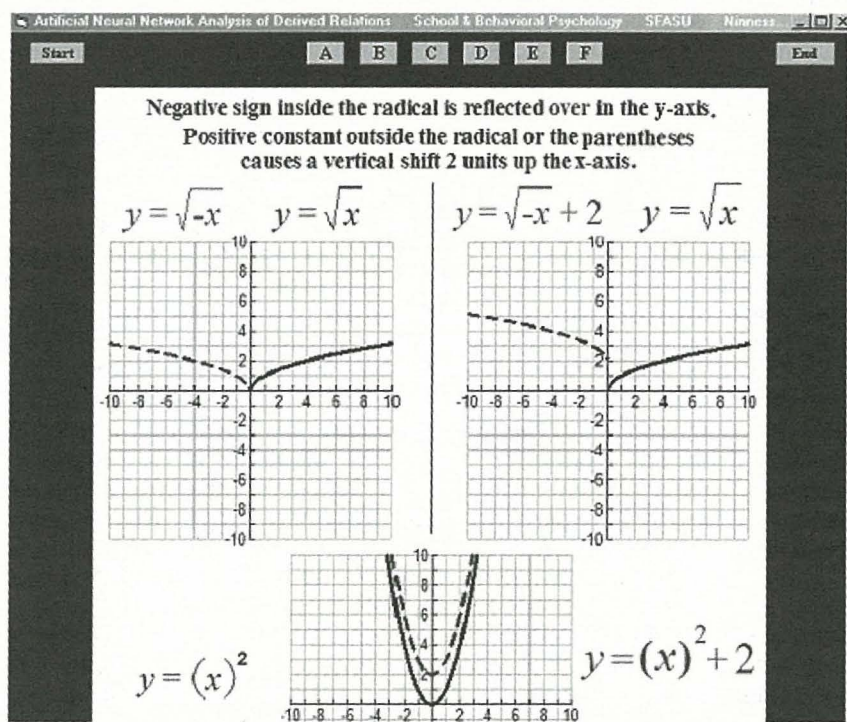 Artificial Neural Network Analysis of Derived Relations School & Behavioral Psychology SFASU Ninness
Start A B C D E F End
Negative sign inside the radical is reflected over in the y-axis.
Positive constant outside the radical or the parentheses
causes a vertical shift 2 units up the x-axis.
y = √-x y = √x y = √-x + 2 y = √x
10 10
8 8
6 6
4 4
2 2
-10 -8 -6 -4 -2 2 4 6 8 10 -10 -8 -6 -4 -2 2 4 6 8 10
-2 -2
-4 -4
-6 -6
-8 -8
-10 -10
10
8
6
4
2
y = (x)² y = (x)² + 2
-10 -8 -6 -4 -2 0 2 4 6 8 10